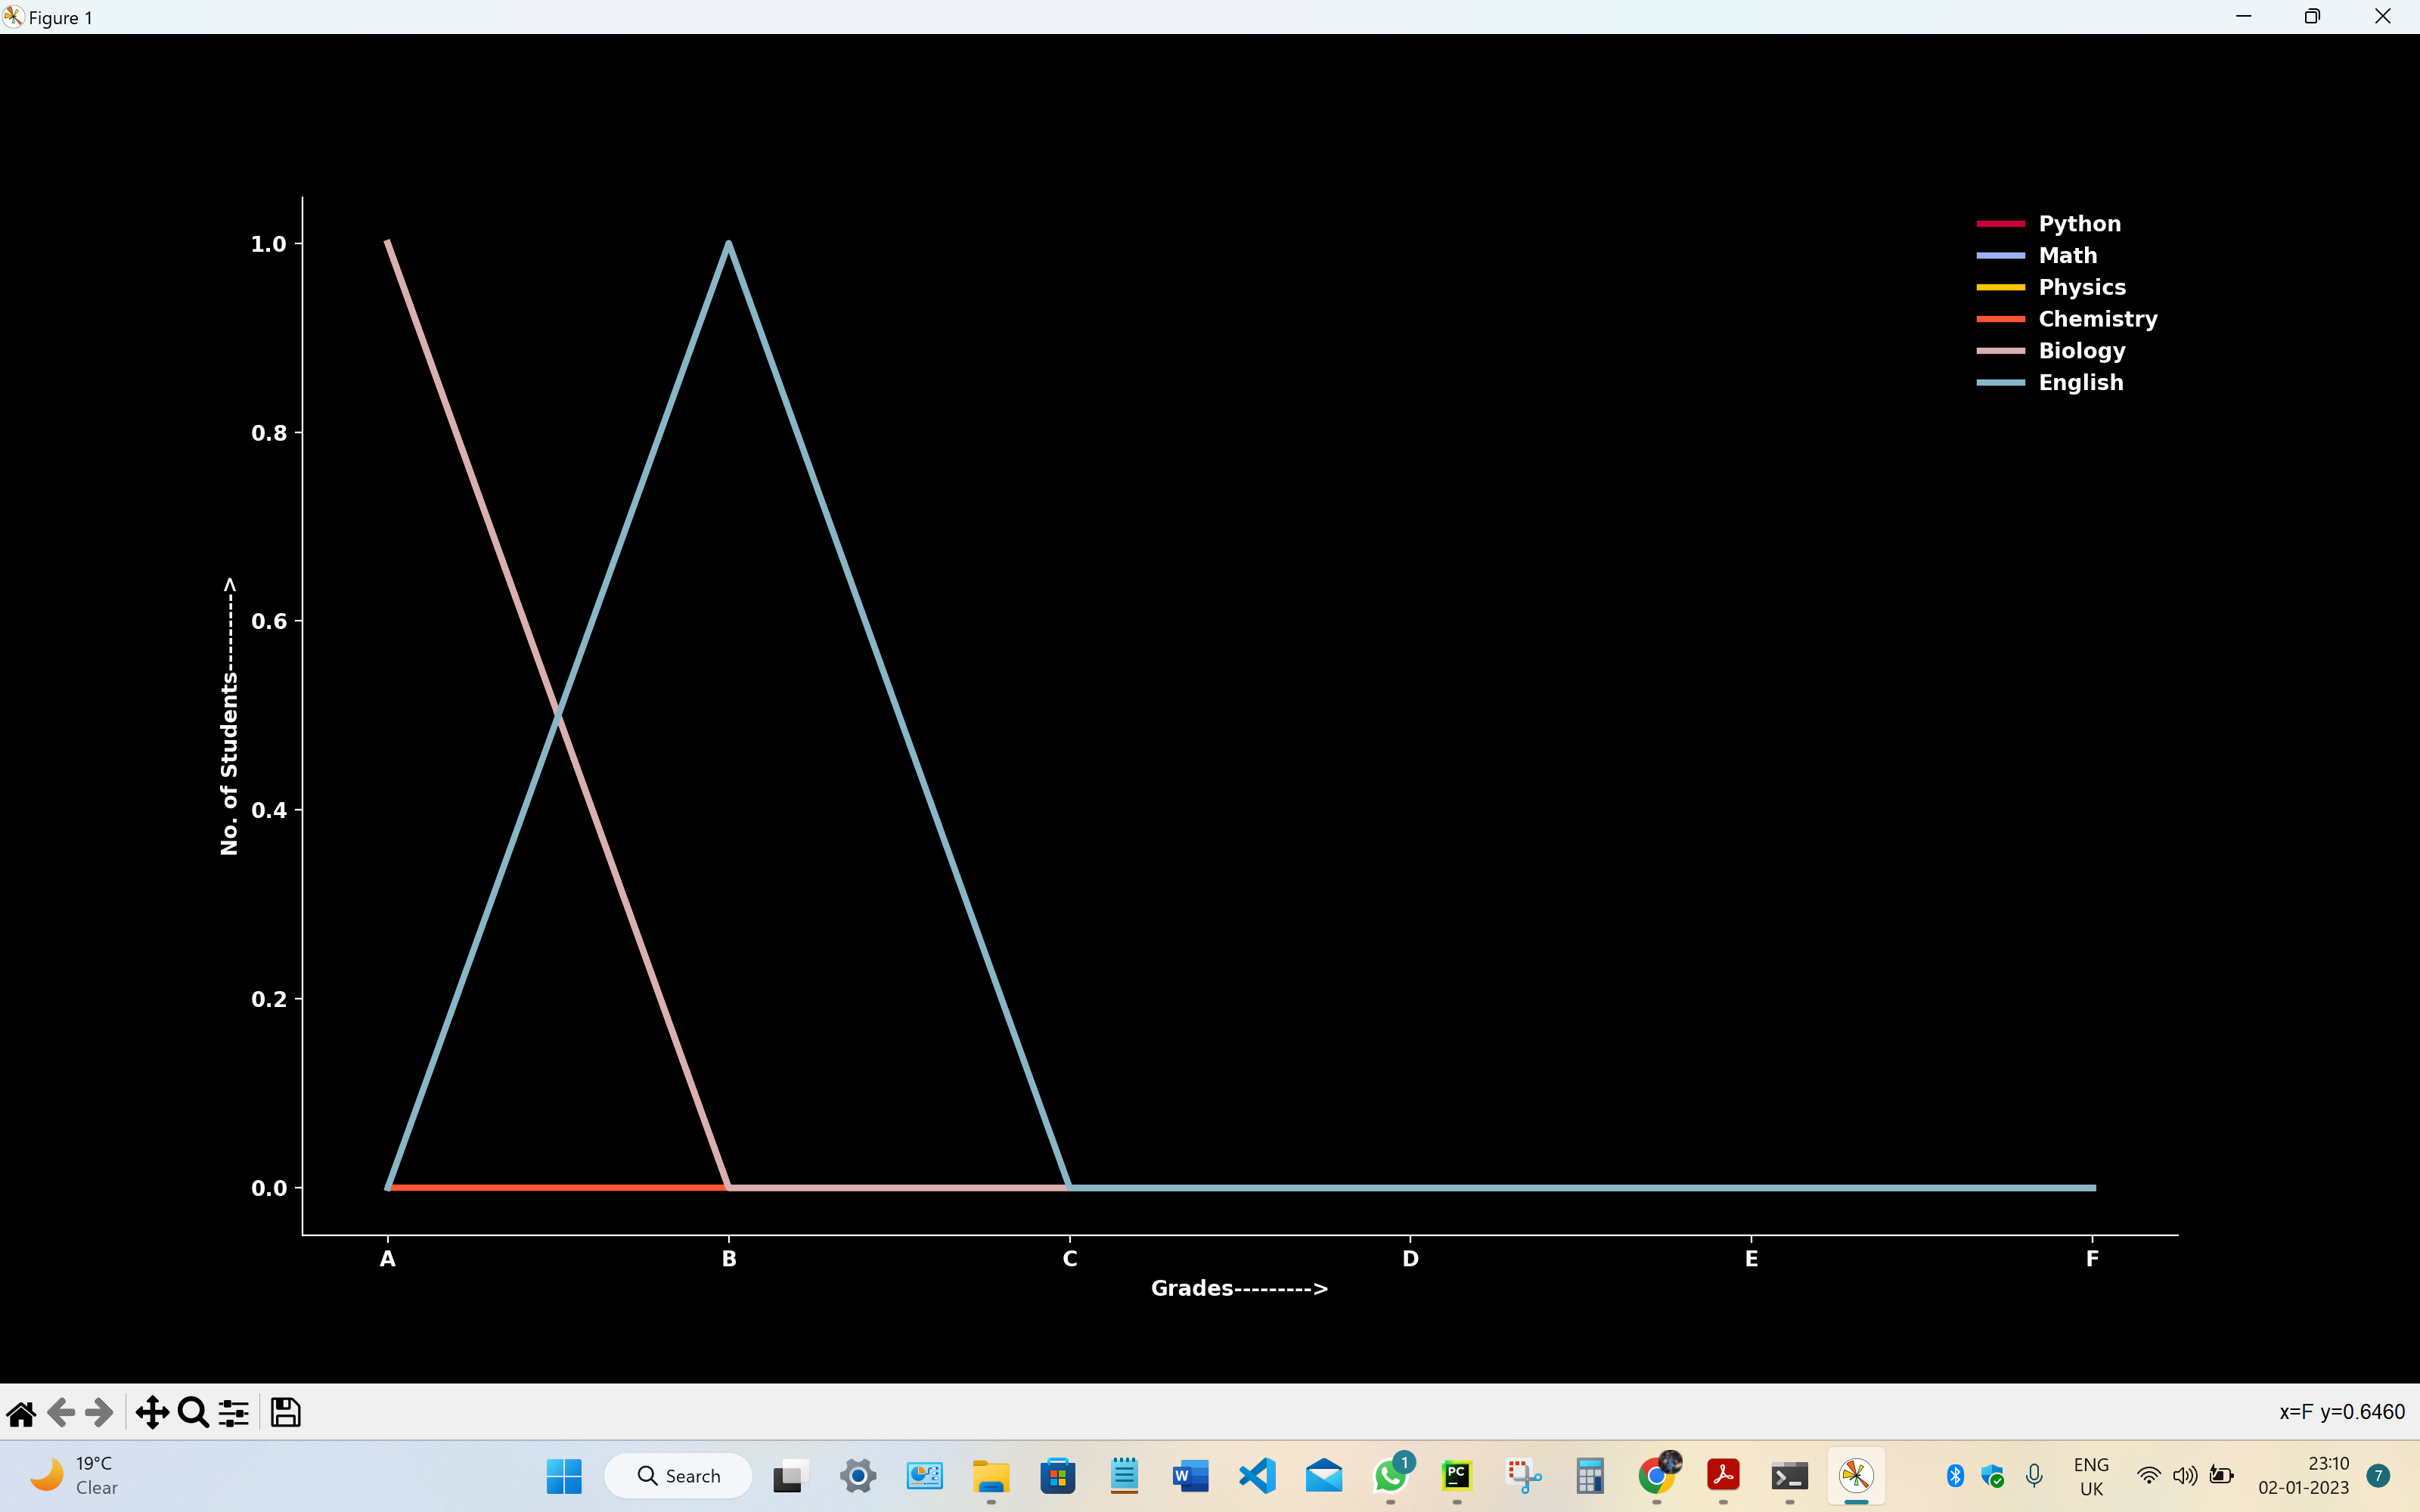 Figure 1
Python
Math
Physics
Chemistry
Biology
English
1.0
0.8
0.6
0.4
0.2
0.0
No. of Students---------->
A B C D E F
Grades--------->
x=F y=0.6460
19°C
Clear
Search
W
1
PC
ENG
UK
23:10
02-01-2023
7